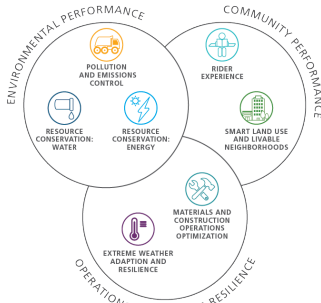 ENVIRONMENTAL PERFORMANCE
COMMUNITY PERFORMANCE
POLLUTION
AND EMISSIONS
CONTROL
RIDER
EXPERIENCE
RESOURCE
CONSERVATION:
WATER
RESOURCE
CONSERVATION:
ENERGY
SMART LAND USE
AND LIVABLE
NEIGHBORHOODS
MATERIALS AND
CONSTRUCTION
OPERATIONS
OPTIMIZATION
EXTREME WEATHER
ADAPTION AND
RESILIENCE
RESILIENCE